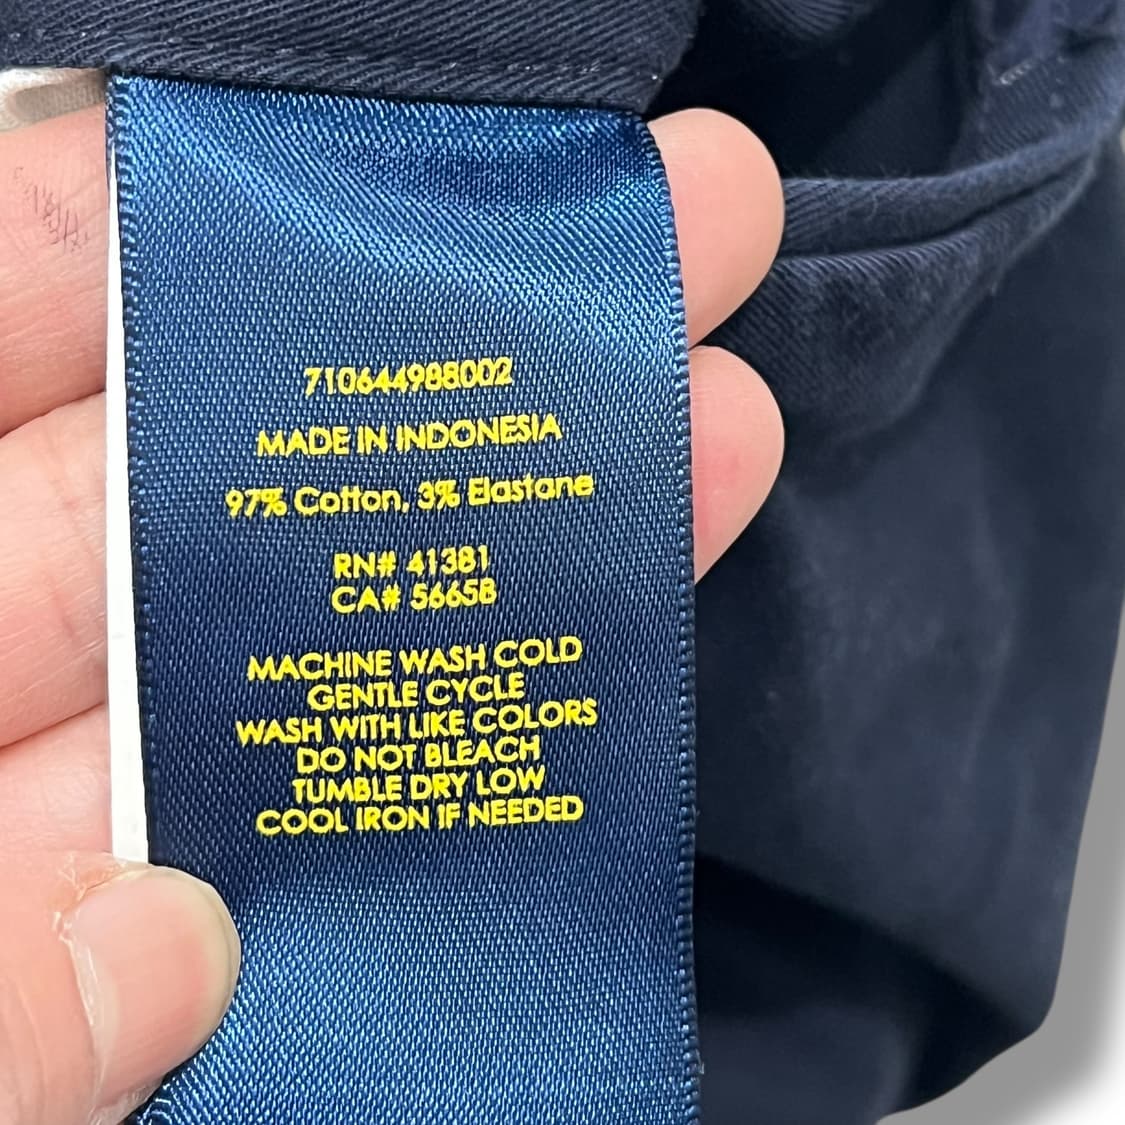 710644988002
MADE IN INDONESIA
97% Cotton, 3% Elastane
RN# 41381
CA# 56658
MACHINE WASH COLD
GENTLE CYCLE
WASH WITH LIKE COLORS
DO NOT BLEACH
TUMBLE DRY LOW
COOL IRON IF NEEDED